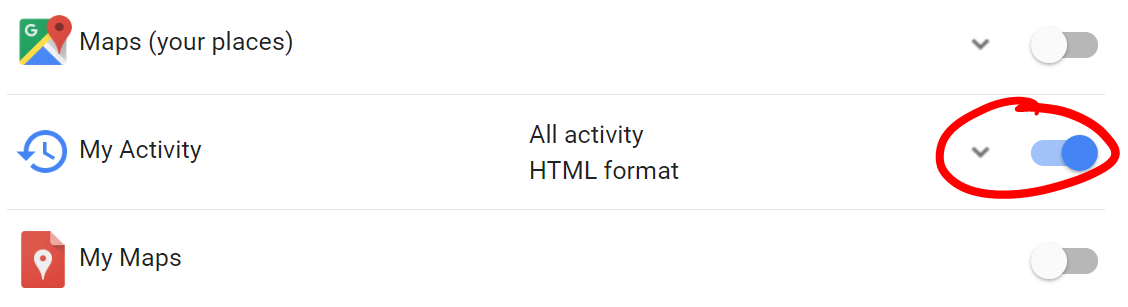 Maps (your places)
My Activity
All activity
HTML format
My Maps